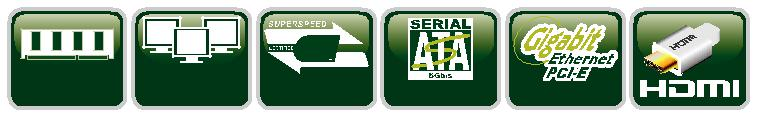 SUPERSPEED
SERIAL
ATA
6Gb/s
Gigabit
Ethernet
PCI-E
HDMI
HDMI